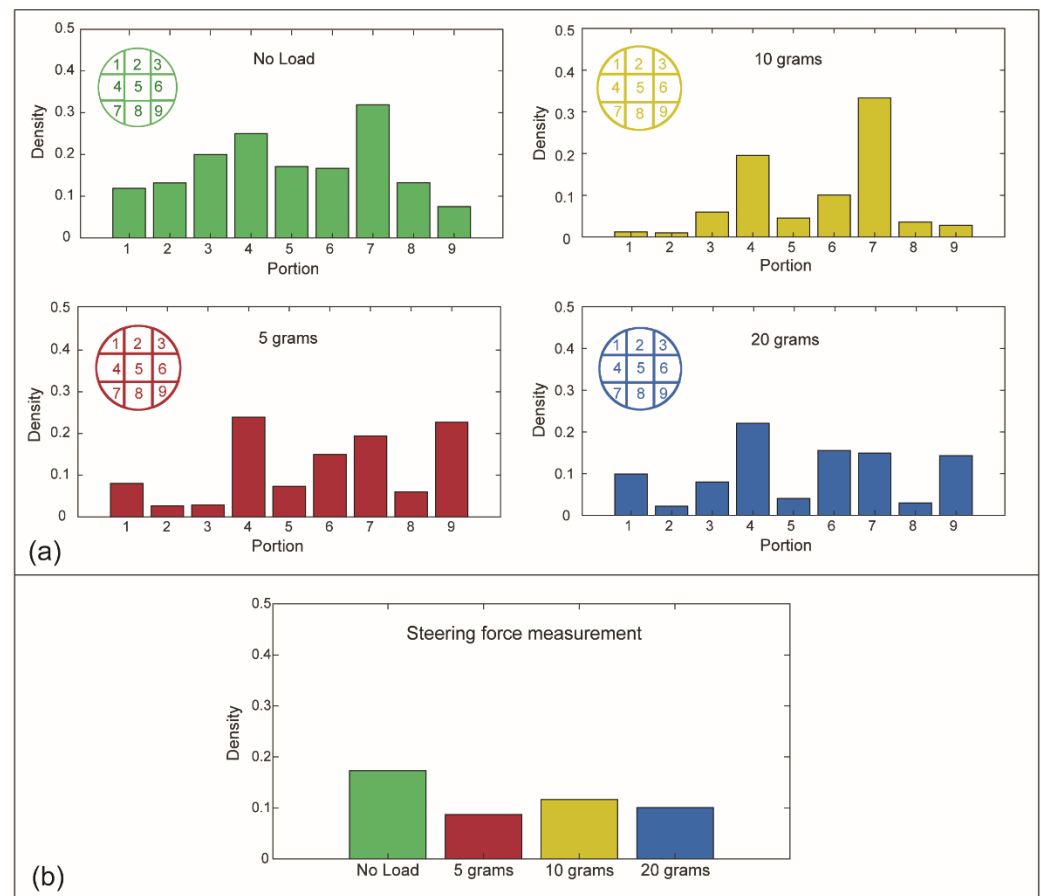 0.5
0.4
0.3
0.2
0.1
0
Density
No Load
1 2 3
4 5 6
7 8 9
1 2 3 4 5 6 7 8 9
Portion
0.5
0.4
0.3
0.2
0.1
0
Density
10 grams
1 2 3
4 5 6
7 8 9
1 2 3 4 5 6 7 8 9
Portion
0.5
0.4
0.3
0.2
0.1
0
Density
5 grams
1 2 3
4 5 6
7 8 9
1 2 3 4 5 6 7 8 9
Portion
0.5
0.4
0.3
0.2
0.1
0
Density
20 grams
1 2 3
4 5 6
7 8 9
1 2 3 4 5 6 7 8 9
Portion
(a)
0.5
0.4
0.3
0.2
0.1
0
Density
Steering force measurement
No Load 5 grams 10 grams 20 grams
(b)